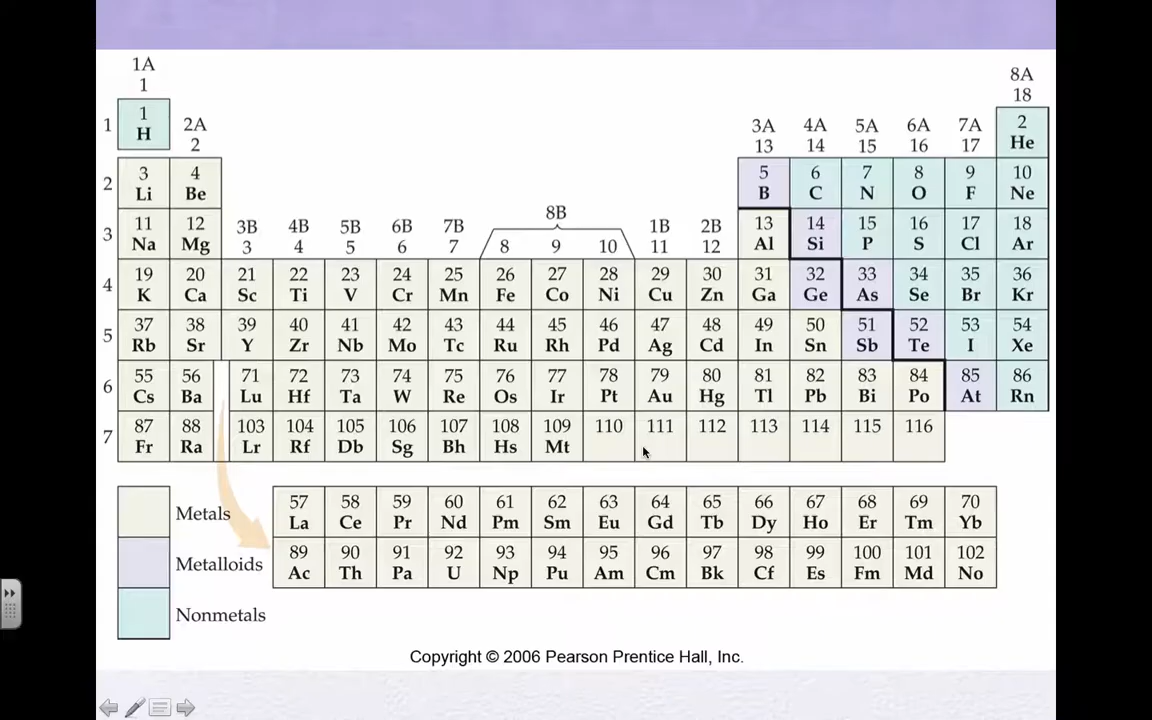 1A
1
8A
18
1
1
H
2A
2
3A 4A 5A 6A 7A
13 14 15 16 17
2
He
2
3 4 5 6 7 8 9 10
Li Be B C N O F Ne
3
11 12
Na Mg
8B
3B 4B 5B 6B 7B 1B 2B
3 4 5 6 7 8 9 10 11 12
13 14 15 16 17 18
Al Si P S Cl Ar
4
19 20 21 22 23 24 25 26 27 28 29 30 31 32 33 34 35 36
K Ca Sc Ti V Cr Mn Fe Co Ni Cu Zn Ga Ge As Se Br Kr
5
37 38 39 40 41 42 43 44 45 46 47 48 49 50 51 52 53 54
Rb Sr Y Zr Nb Mo Tc Ru Rh Pd Ag Cd In Sn Sb Te I Xe
6
55 56 71 72 73 74 75 76 77 78 79 80 81 82 83 84 85 86
Cs Ba Lu Hf Ta W Re Os Ir Pt Au Hg Tl Pb Bi Po At Rn
7
87 88 103 104 105 106 107 108 109 110 111 112 113 114 115 116
Fr Ra Lr Rf Db Sg Bh Hs Mt
57 58 59 60 61 62 63 64 65 66 67 68 69 70
La Ce Pr Nd Pm Sm Eu Gd Tb Dy Ho Er Tm Yb
89 90 91 92 93 94 95 96 97 98 99 100 101 102
Ac Th Pa U Np Pu Am Cm Bk Cf Es Fm Md No
Metals
Metalloids
Nonmetals
Copyright © 2006 Pearson Prentice Hall, Inc.